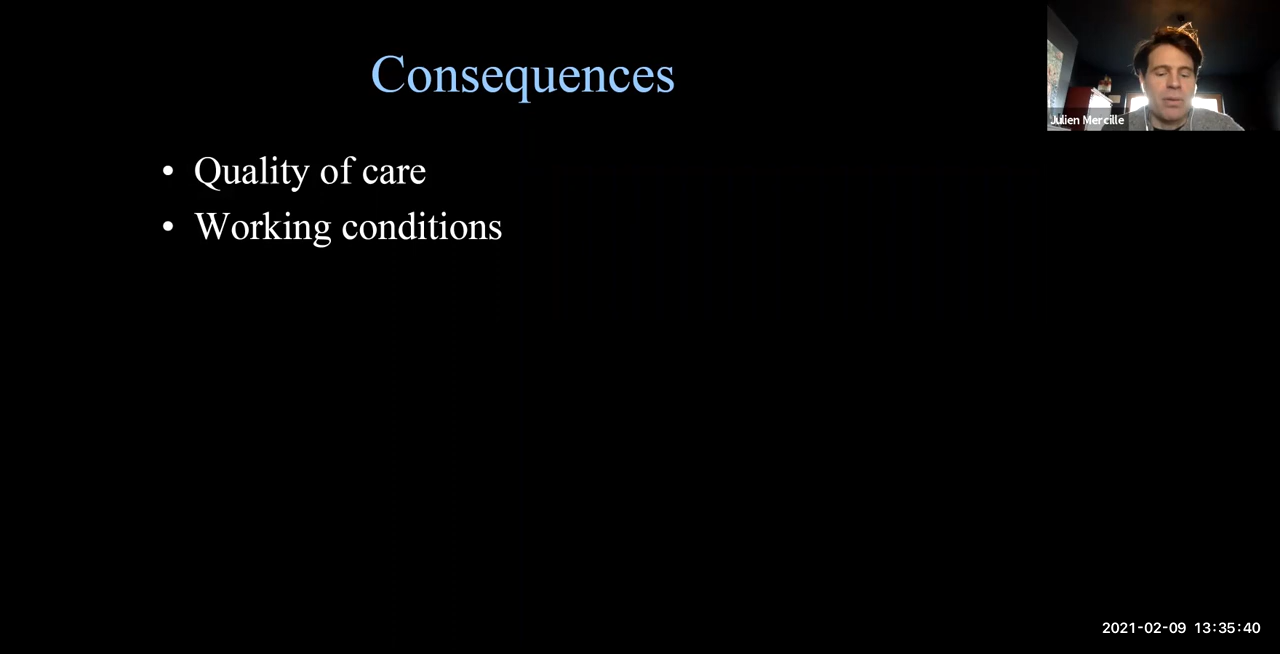 Consequences
Julien Mercille
• Quality of care
• Working conditions
2021-02-09 13:35:40